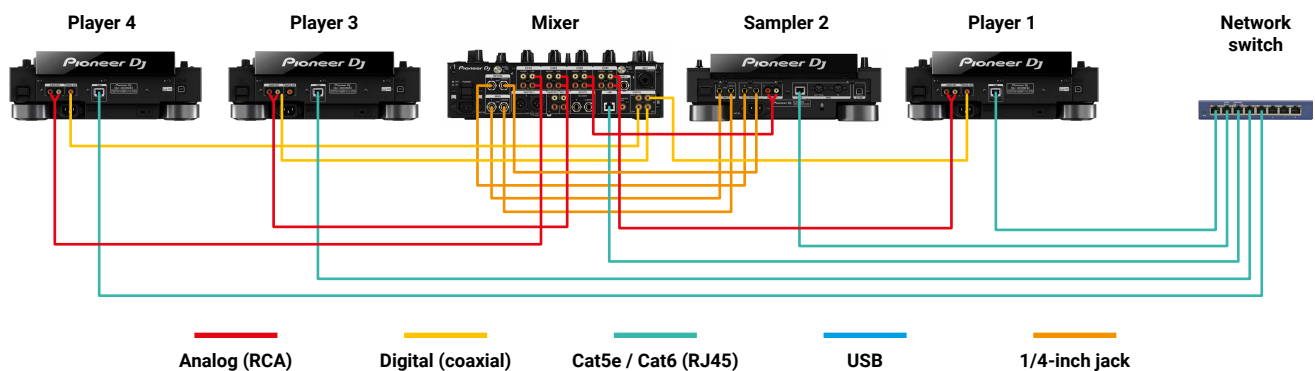 Player 4
Player 3
Mixer
Sampler 2
Player 1
Network
switch
Pioneer Dj
Pioneer Dj
Pioneer Dj
Pioneer Dj
Pioneer Dj
Analog (RCA)
Digital (coaxial)
Cat5e / Cat6 (RJ45)
USB
1/4-inch jack